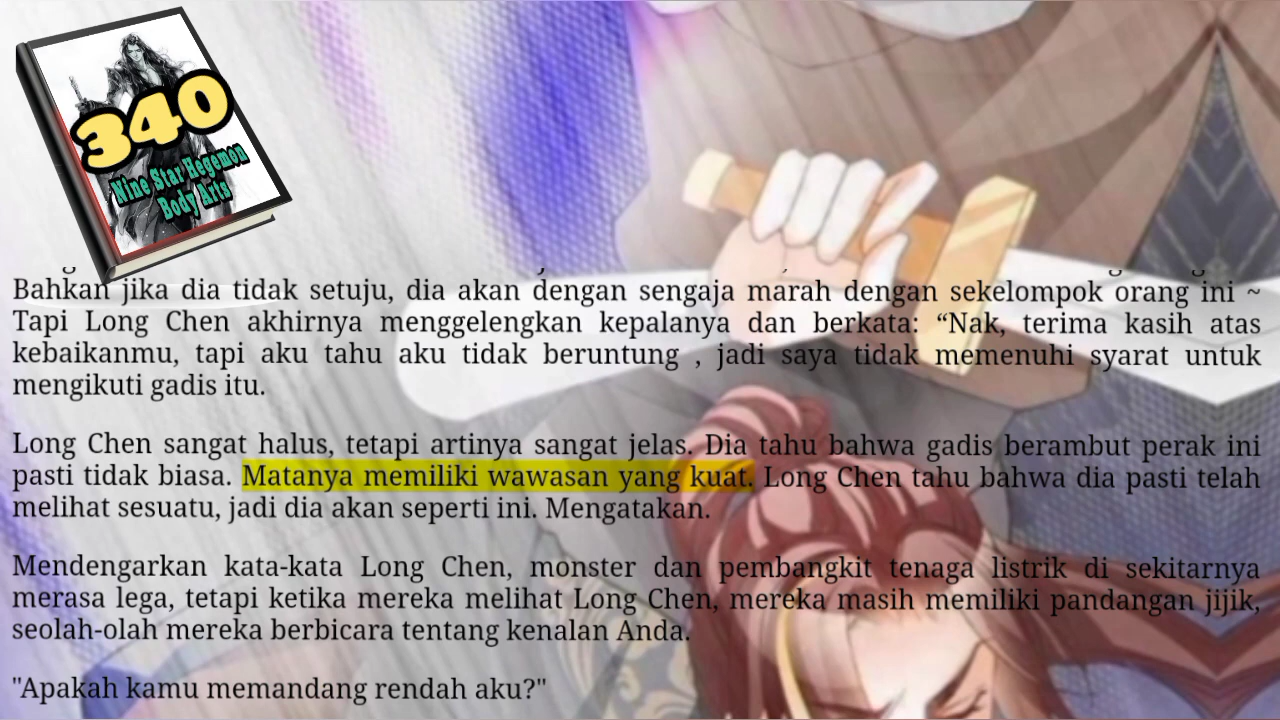 340
Nine Star Hegemon
Body Arts
Bahkan jika dia tidak setuju, dia akan dengan sengaja marah dengan sekelompok orang ini ~
Tapi Long Chen akhirnya menggelengkan kepalanya dan berkata: “Nak, terima kasih atas
kebaikanmu, tapi aku tahu aku tidak beruntung , jadi saya tidak memenuhi syarat untuk
mengikuti gadis itu.
Long Chen sangat halus, tetapi artinya sangat jelas. Dia tahu bahwa gadis berambut perak ini
pasti tidak biasa. Matanya memiliki wawasan yang kuat. Long Chen tahu bahwa dia pasti telah
melihat sesuatu, jadi dia akan seperti ini. Mengatakan.
Mendengarkan kata-kata Long Chen, monster dan pembangkit tenaga listrik di sekitarnya
merasa lega, tetapi ketika mereka melihat Long Chen, mereka masih memiliki pandangan jijik,
seolah-olah mereka berbicara tentang kenalan Anda.
"Apakah kamu memandang rendah aku?"